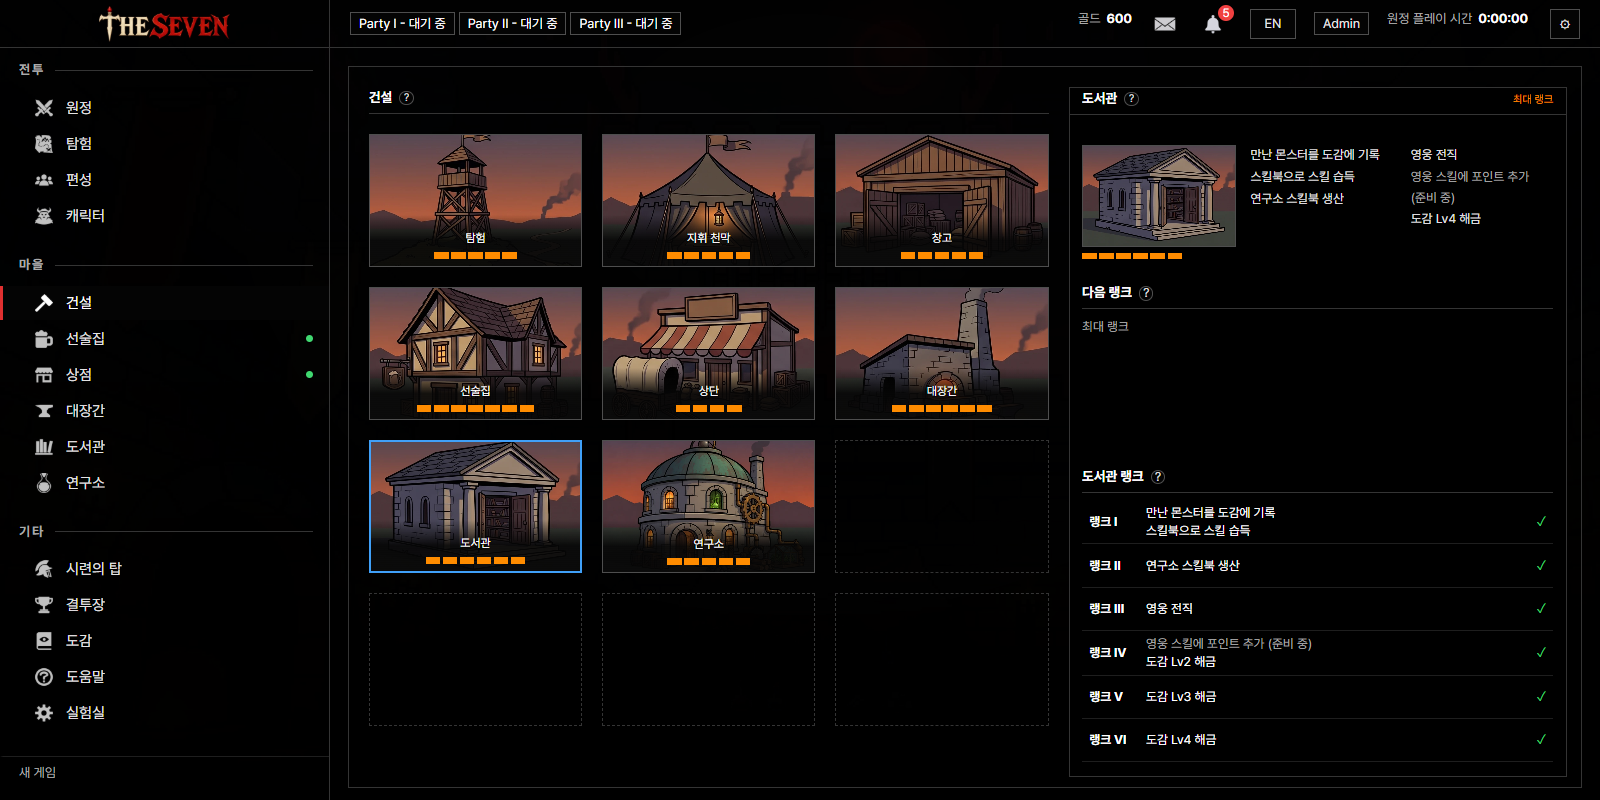 THE SEVEN
Party I - 대기 중
Party II - 대기 중
Party III - 대기 중
골드 600
5
EN
Admin
원정 플레이 시간 0:00:00
전투
원정
탐험
편성
캐릭터
마을
건설
선술집
상점
대장간
도서관
연구소
기타
시련의 탑
결투장
도감
도움말
실험실
새 게임
건설 ?
탐험
지휘 천막
창고
선술집
상단
대장간
도서관
연구소
도서관 ?
최대 랭크
만난 몬스터를 도감에 기록
스킬북으로 스킬 습득
연구소 스킬북 생산
영웅 전직
영웅 스킬에 포인트 추가
(준비 중)
도감 Lv4 해금
다음 랭크 ?
최대 랭크
도서관 랭크 ?
랭크 I
만난 몬스터를 도감에 기록
스킬북으로 스킬 습득
✓
랭크 II
연구소 스킬북 생산
✓
랭크 III
영웅 전직
✓
랭크 IV
영웅 스킬에 포인트 추가 (준비 중)
도감 Lv2 해금
✓
랭크 V
도감 Lv3 해금
✓
랭크 VI
도감 Lv4 해금
✓